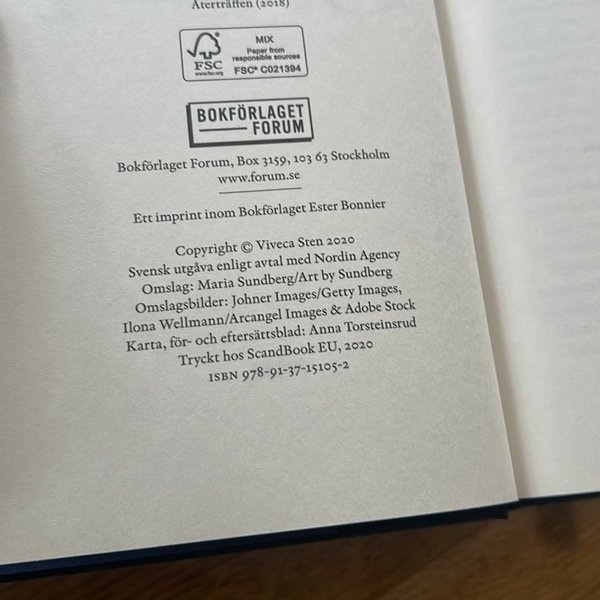 Återträffen (2018)
FSC
www.fsc.org
MIX
Paper from
responsible sources
FSC® C021394
BOKFÖRLAGET
FORUM
Bokförlaget Forum, Box 3159, 103 63 Stockholm
www.forum.se
Ett imprint inom Bokförlaget Ester Bonnier
Copyright © Viveca Sten 2020
Svensk utgåva enligt avtal med Nordin Agency
Omslag: Maria Sundberg/Art by Sundberg
Omslagsbilder: Johner Images/Getty Images,
Ilona Wellmann/Arcangel Images & Adobe Stock
Karta, för- och eftersättsblad: Anna Torsteinsrud
Tryckt hos ScandBook EU, 2020
ISBN 978-91-37-15105-2